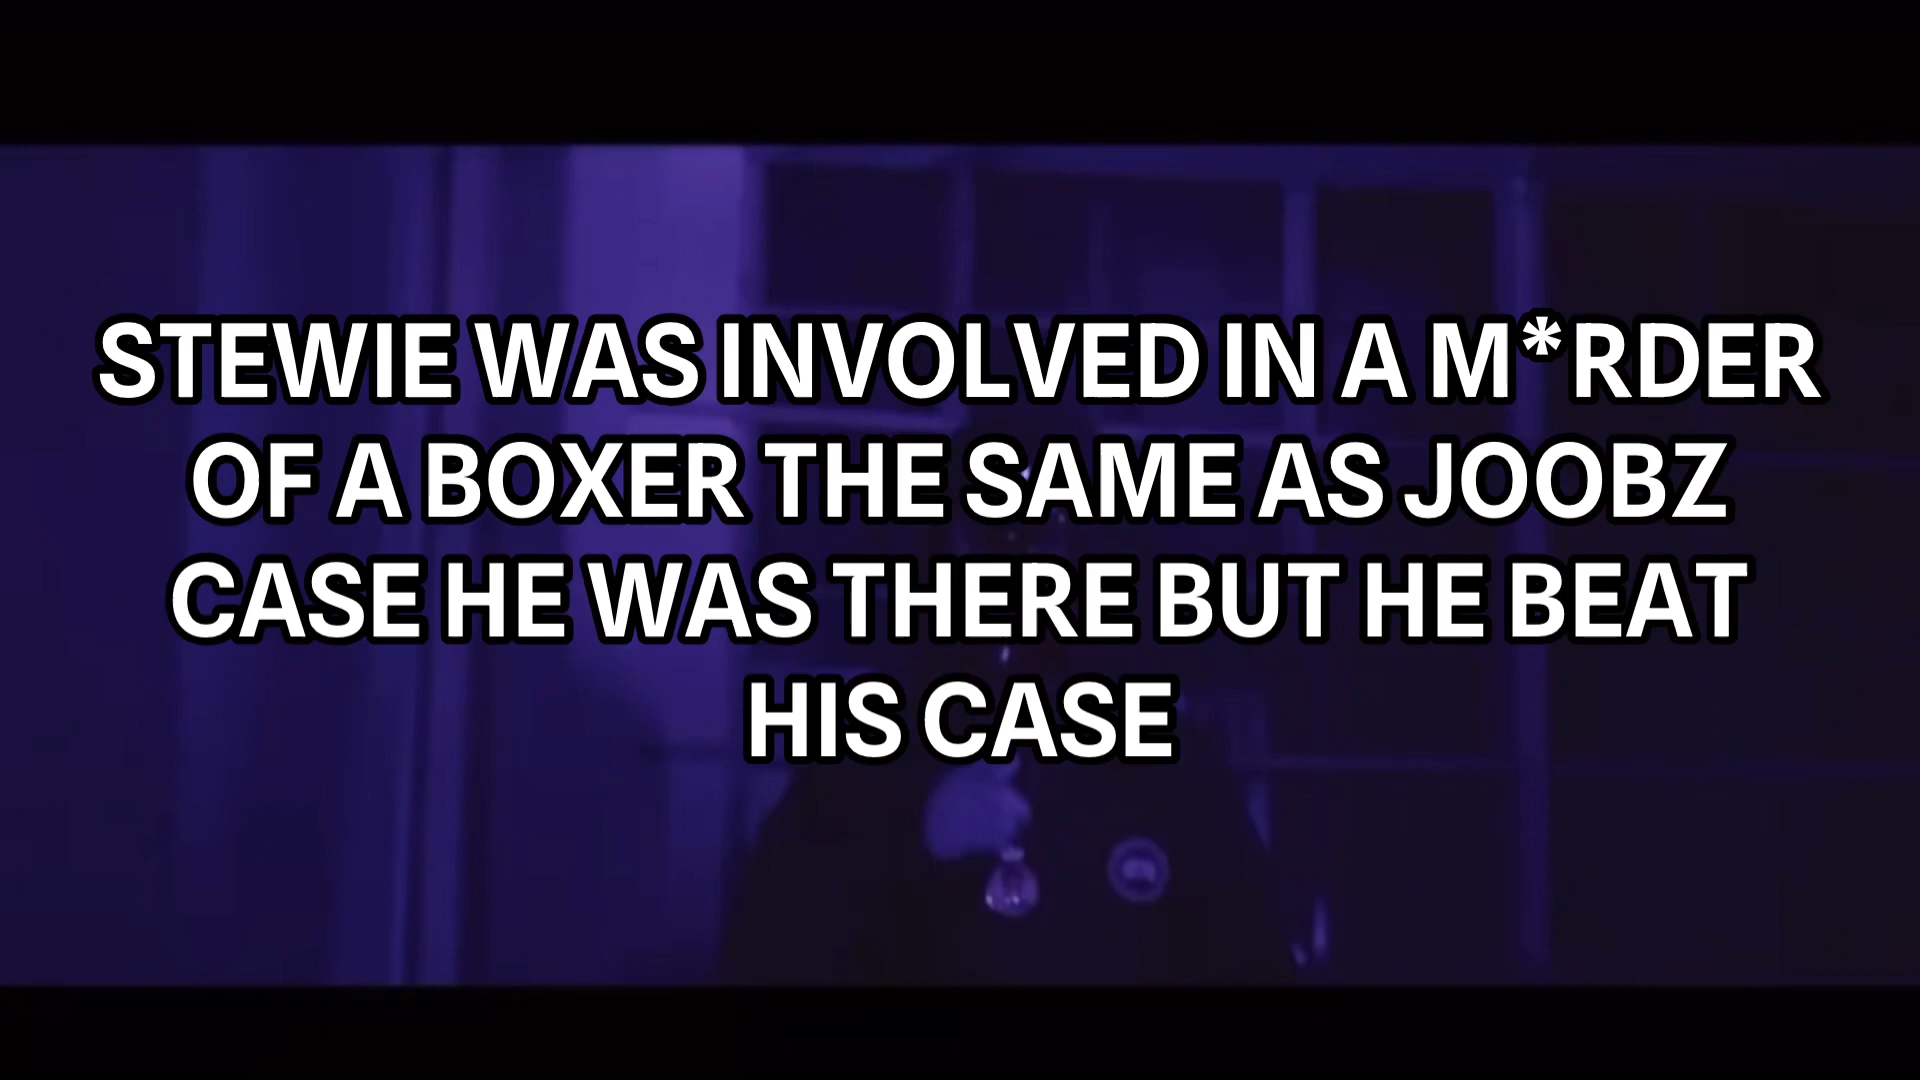 STEWIE WAS INVOLVED IN A M*RDER
OF A BOXER THE SAME AS JOOBZ
CASE HE WAS THERE BUT HE BEAT
HIS CASE